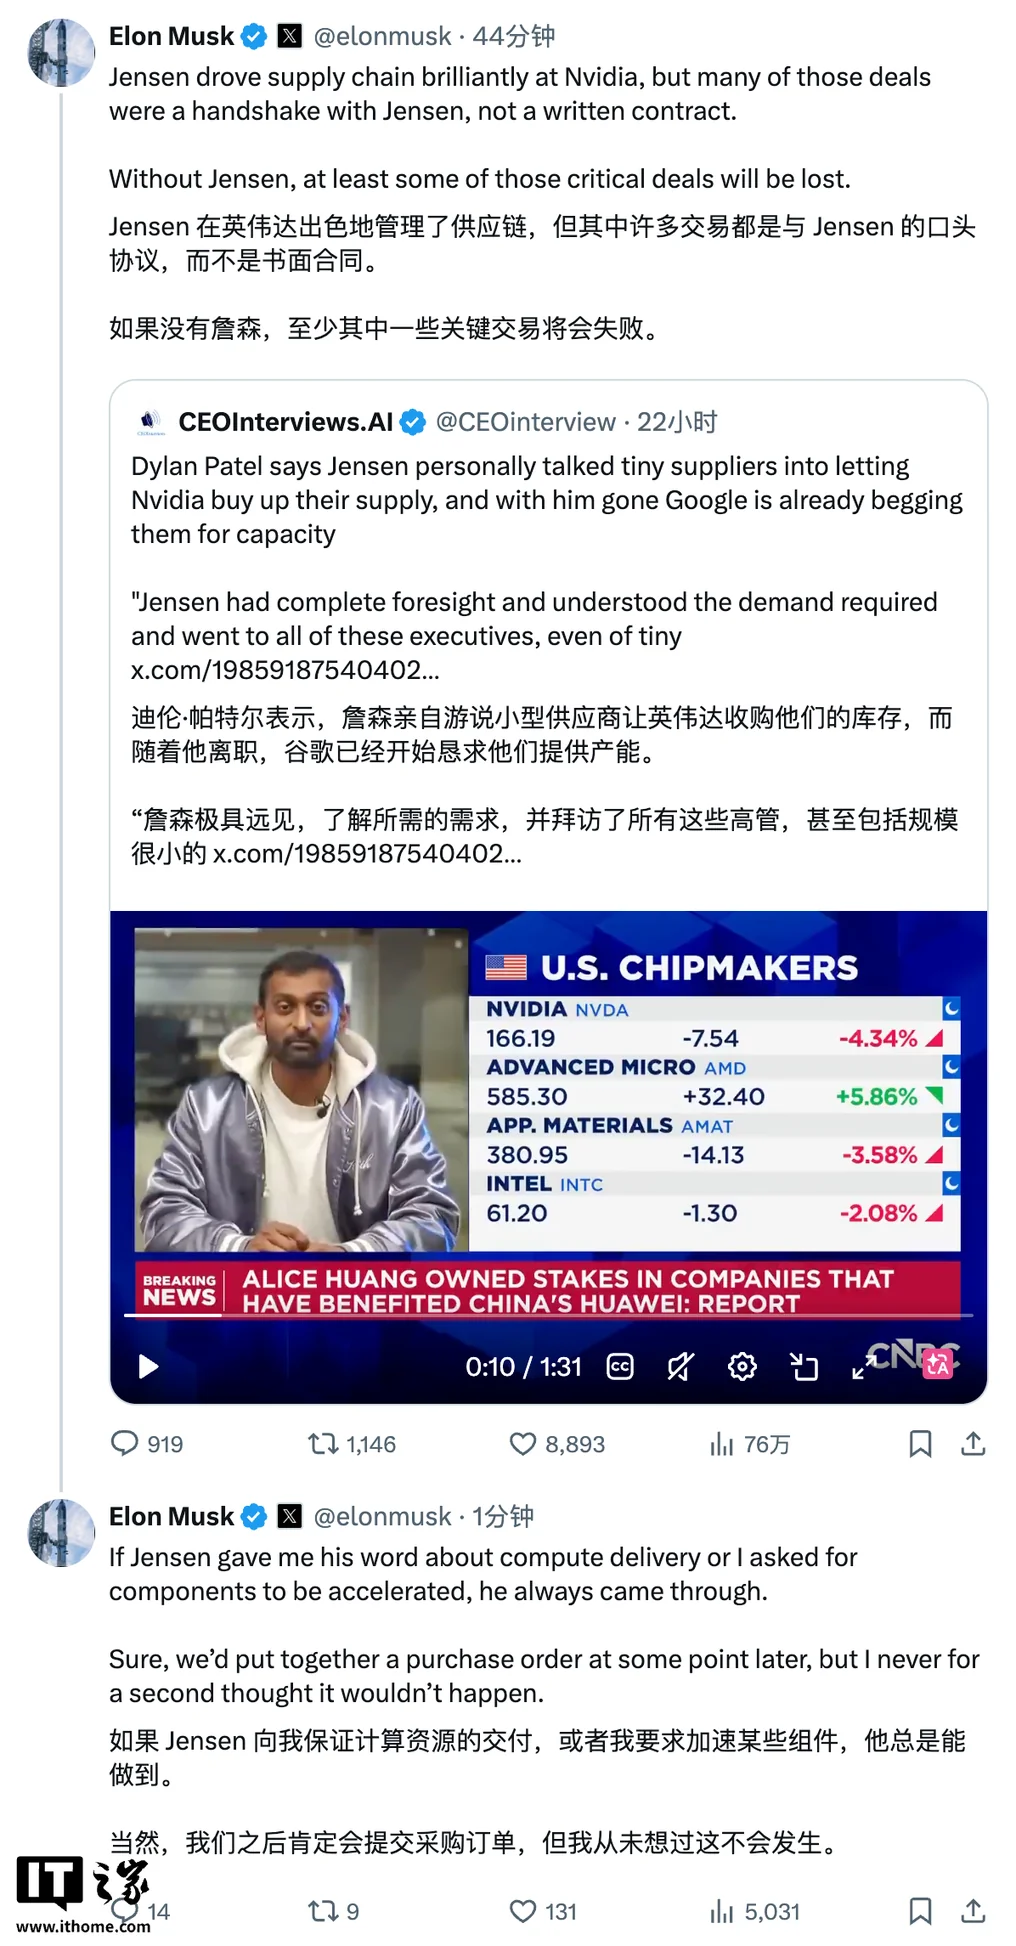 Elon Musk @elonmusk · 44分钟
Jensen drove supply chain brilliantly at Nvidia, but many of those deals
were a handshake with Jensen, not a written contract.
Without Jensen, at least some of those critical deals will be lost.
Jensen 在英伟达出色地管理了供应链，但其中许多交易都是与 Jensen 的口头
协议，而不是书面合同。
如果没有詹森，至少其中一些关键交易将会失败。
CEOInterviews.AI @CEOinterview · 22小时
Dylan Patel says Jensen personally talked tiny suppliers into letting
Nvidia buy up their supply, and with him gone Google is already begging
them for capacity
"Jensen had complete foresight and understood the demand required
and went to all of these executives, even of tiny
x.com/19859187540402...
迪伦·帕特尔表示，詹森亲自游说小型供应商让英伟达收购他们的库存，而
随着他离职，谷歌已经开始恳求他们提供产能。
“詹森极具远见，了解所需的需求，并拜访了所有这些高管，甚至包括规模
很小的 x.com/19859187540402...
U.S. CHIPMAKERS
NVIDIA NVDA
166.19 -7.54 -4.34%
ADVANCED MICRO AMD
585.30 +32.40 +5.86%
APP. MATERIALS AMAT
380.95 -14.13 -3.58%
INTEL INTC
61.20 -1.30 -2.08%
BREAKING
NEWS
ALICE HUANG OWNED STAKES IN COMPANIES THAT
HAVE BENEFITED CHINA'S HUAWEI: REPORT
CNBC
0:10 / 1:31 CC
919 1,146 8,893 76万
Elon Musk @elonmusk · 1分钟
If Jensen gave me his word about compute delivery or I asked for
components to be accelerated, he always came through.
Sure, we’d put together a purchase order at some point later, but I never for
a second thought it wouldn’t happen.
如果 Jensen 向我保证计算资源的交付，或者我要求加速某些组件，他总是能
做到。
当然，我们之后肯定会提交采购订单，但我从未想过这不会发生。
IT之家
14 9 131 5,031
www.ithome.com